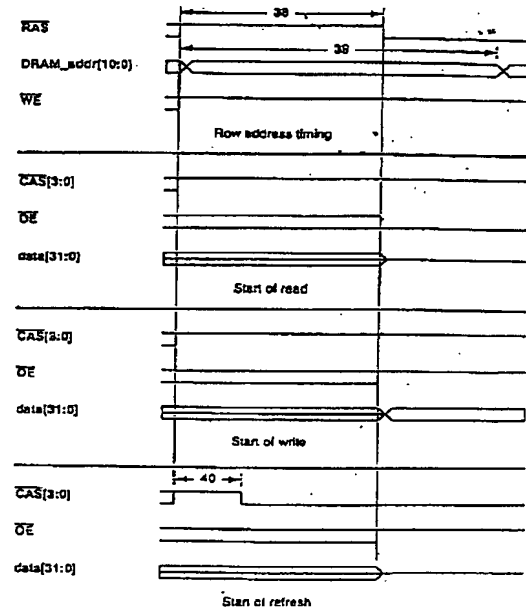 38
RAS
39
DRAM_addr[10:0]
WE
Row address timing
CAS[3:0]
OE
data[31:0]
Start of read
CAS[3:0]
OE
data[31:0]
Start of write
40
CAS[3:0]
OE
data[31:0]
Start of refresh